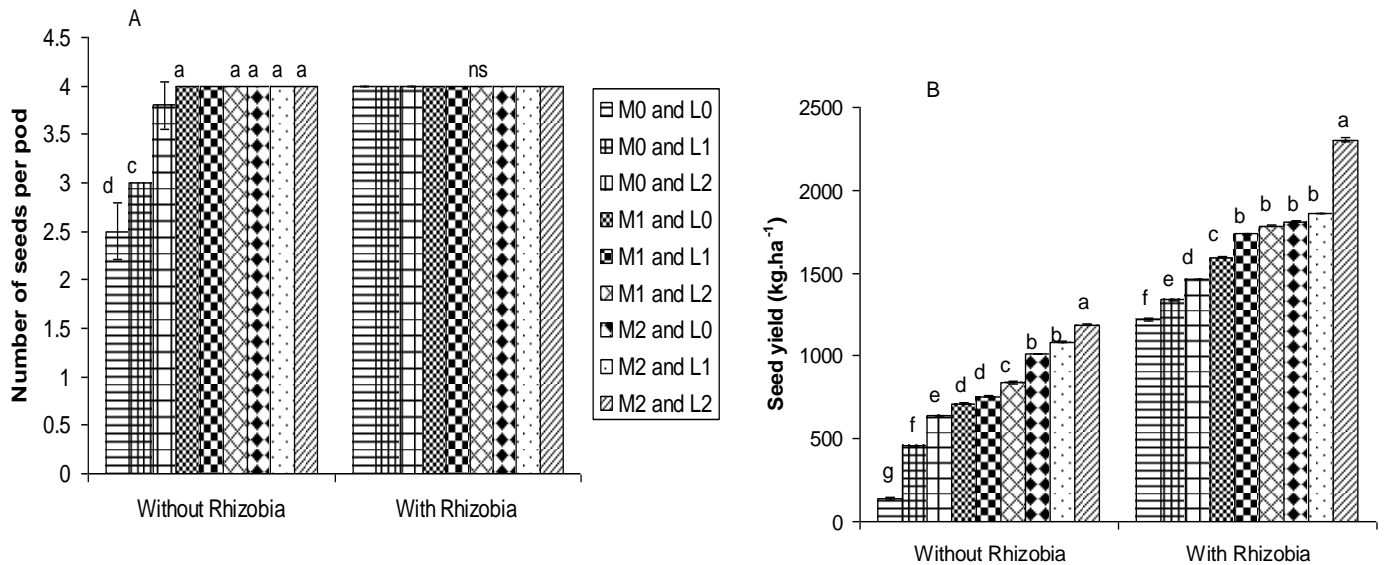 A
Number of seeds per pod
4.5
4
3.5
3
2.5
2
1.5
1
0.5
0
d c a a a a a
ns
Without Rhizobia With Rhizobia
M0 and L0
M0 and L1
M0 and L2
M1 and L0
M1 and L1
M1 and L2
M2 and L0
M2 and L1
M2 and L2
B
Seed yield (kg.ha-1)
2500
2000
1500
1000
500
0
g f e d d c b b a
f e d c b b b b a
Without Rhizobia With Rhizobia